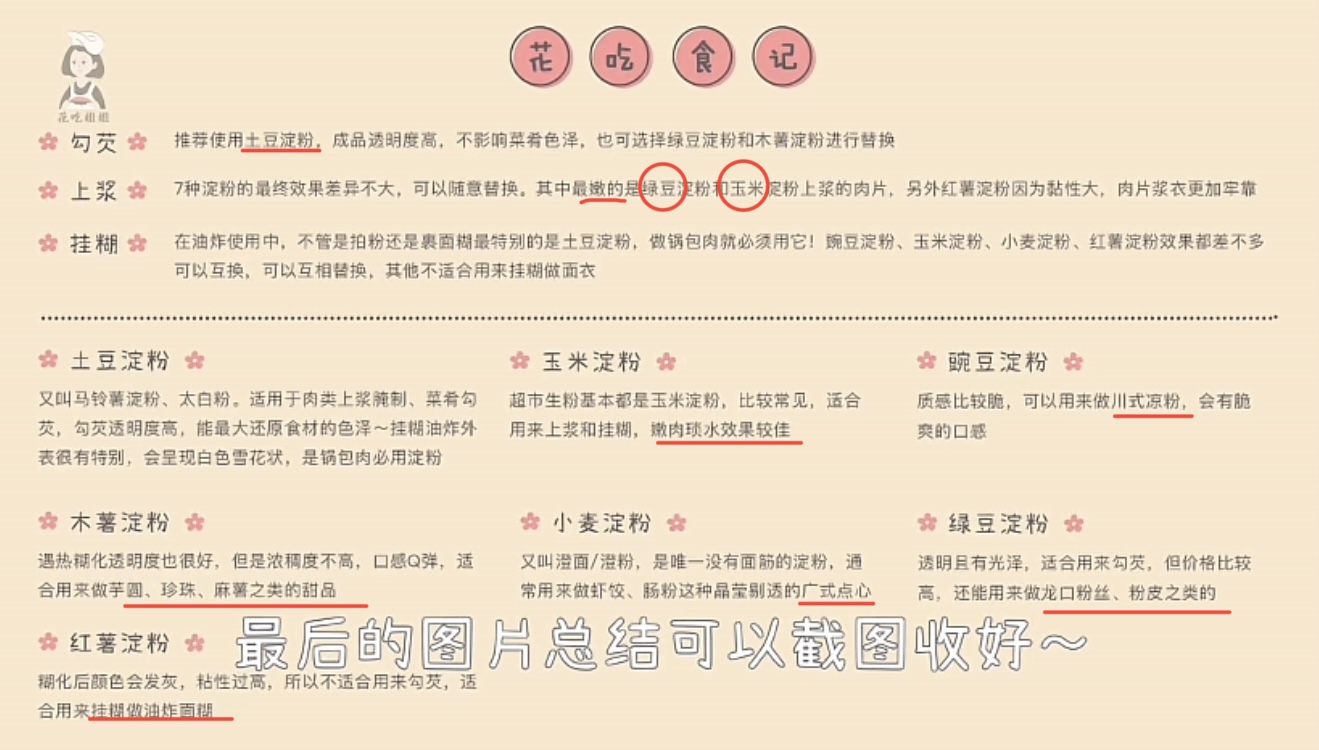 花吃食记
花吃姐姐
勾芡
推荐使用土豆淀粉，成品透明度高，不影响菜肴色泽，也可选择绿豆淀粉和木薯淀粉进行替换
上浆
7种淀粉的最终效果差异不大，可以随意替换。其中最嫩的是绿豆淀粉和玉米淀粉上浆的肉片，另外红薯淀粉因为黏性大，肉片浆衣更加牢靠
挂糊
在油炸使用中，不管是拍粉还是裹面糊最特别的是土豆淀粉，做锅包肉就必须用它！豌豆淀粉、玉米淀粉、小麦淀粉、红薯淀粉效果都差不多
可以互换，可以互相替换，其他不适合用来挂糊做面衣
土豆淀粉
又叫马铃薯淀粉、太白粉。适用于肉类上浆腌制、菜肴勾
芡，勾芡透明度高，能最大还原食材的色泽～挂糊油炸外
表很有特别，会呈现白色雪花状，是锅包肉必用淀粉
玉米淀粉
超市生粉基本都是玉米淀粉，比较常见，适合
用来上浆和挂糊，嫩肉琐水效果较佳
豌豆淀粉
质感比较脆，可以用来做川式凉粉，会有脆
爽的口感
木薯淀粉
遇热糊化透明度也很好，但是浓稠度不高，口感Q弹，适
合用来做芋圆、珍珠、麻薯之类的甜品
小麦淀粉
又叫澄面/澄粉，是唯一没有面筋的淀粉，通
常用来做虾饺、肠粉这种晶莹剔透的广式点心
绿豆淀粉
透明且有光泽，适合用来勾芡，但价格比较
高，还能用来做龙口粉丝、粉皮之类的
红薯淀粉
糊化后颜色会发灰，粘性过高，所以不适合用来勾芡，适
合用来挂糊做油炸面糊
最后的图片总结可以截图收好～